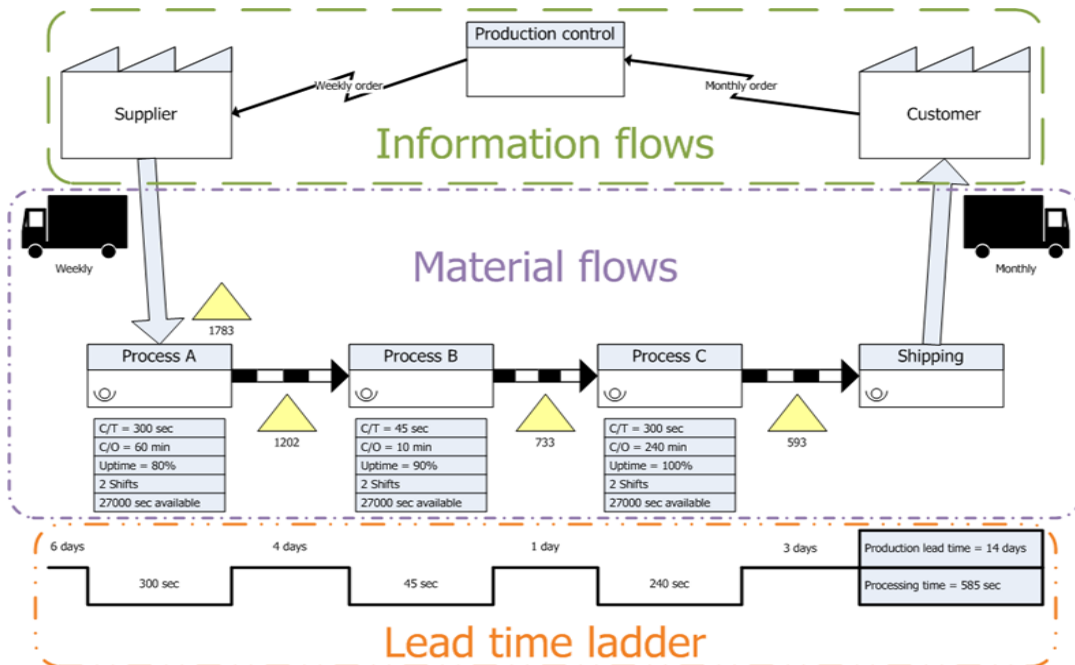 Production control
Supplier
Weekly order
Monthly order
Customer
Information flows
Weekly
Material flows
Monthly
1783
Process A
Process B
Process C
Shipping
1202
733
593
C/T = 300 sec
C/O = 60 min
Uptime = 80%
2 Shifts
27000 sec available
C/T = 45 sec
C/O = 10 min
Uptime = 90%
2 Shifts
27000 sec available
C/T = 300 sec
C/O = 240 min
Uptime = 100%
2 Shifts
27000 sec available
6 days
4 days
1 day
3 days
Production lead time = 14 days
300 sec
45 sec
240 sec
Processing time = 585 sec
Lead time ladder